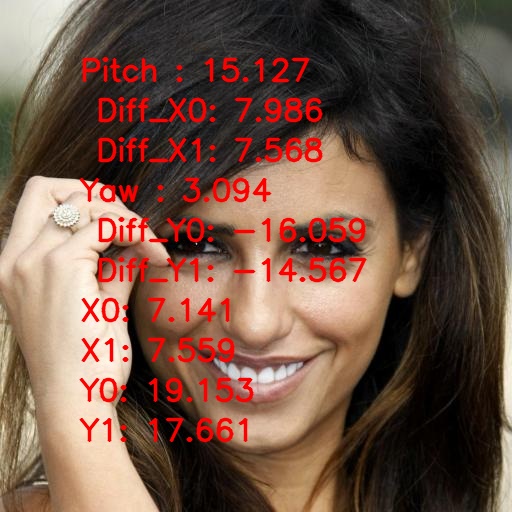 Pitch : 15.127
Diff_X0: 7.986
Diff_X1: 7.568
Yaw : 3.094
Diff_Y0: -16.059
Diff_Y1: -14.567
X0: 7.141
X1: 7.559
Y0: 19.153
Y1: 17.661